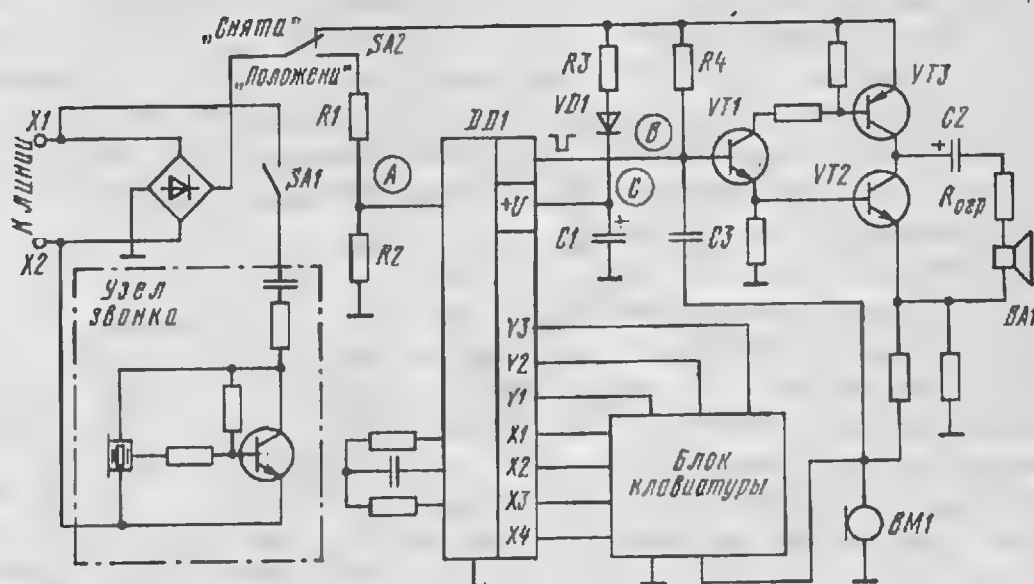 „Снята"
„Положена"
SA2
R1
R3
R4
VD1
VT1
VT3
C2
+
X1
К линии
X2
SA1
A
DD1
B
+U
C
VT2
Rогр
R2
C1
+
C3
BA1
Узел
звонка
Y3
Y2
Y1
X1
X2
X3
X4
Блок
клавиатуры
BM1